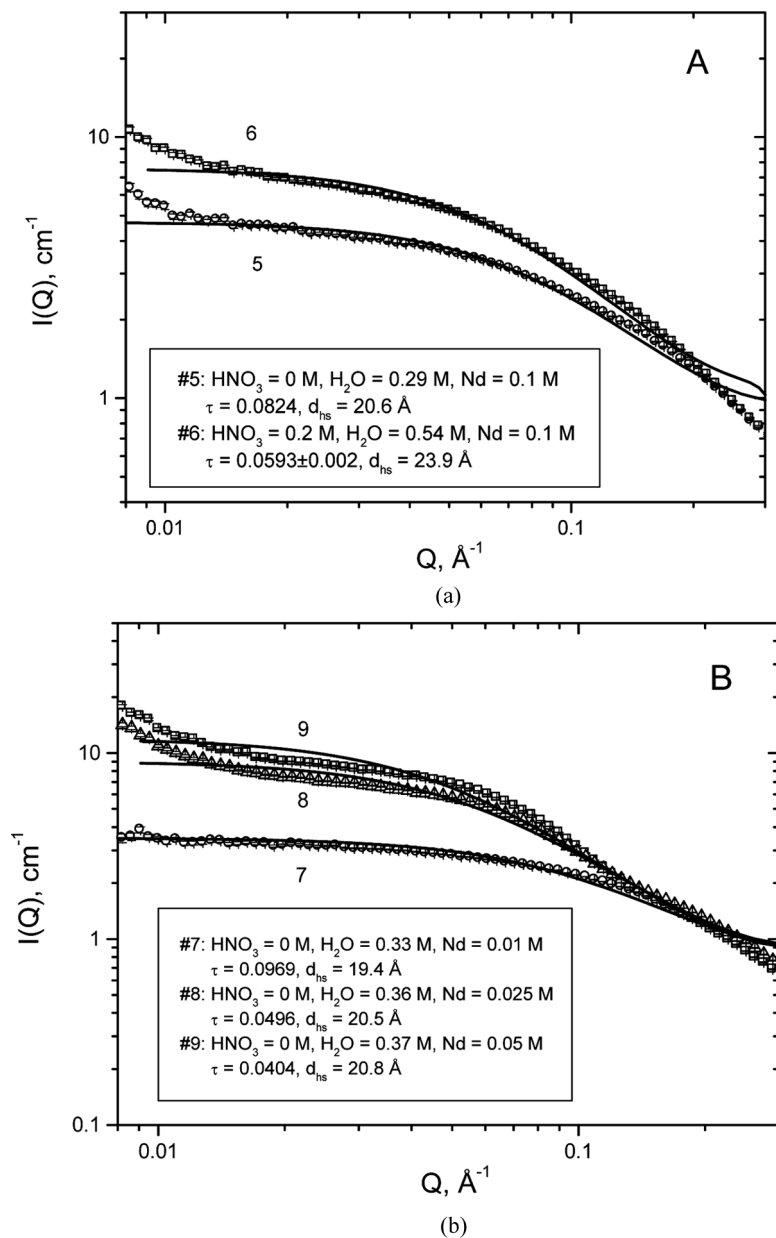 A
10
6
I(Q), cm⁻¹
5
#5: HNO₃ = 0 M, H₂O = 0.29 M, Nd = 0.1 M
τ = 0.0824, d_hs = 20.6 Å
#6: HNO₃ = 0.2 M, H₂O = 0.54 M, Nd = 0.1 M
τ = 0.0593±0.002, d_hs = 23.9 Å
1
0.01
0.1
Q, Å⁻¹
(a)
B
9
10
8
I(Q), cm⁻¹
7
1
#7: HNO₃ = 0 M, H₂O = 0.33 M, Nd = 0.01 M
τ = 0.0969, d_hs = 19.4 Å
#8: HNO₃ = 0 M, H₂O = 0.36 M, Nd = 0.025 M
τ = 0.0496, d_hs = 20.5 Å
#9: HNO₃ = 0 M, H₂O = 0.37 M, Nd = 0.05 M
τ = 0.0404, d_hs = 20.8 Å
0.1
0.01
0.1
Q, Å⁻¹
(b)